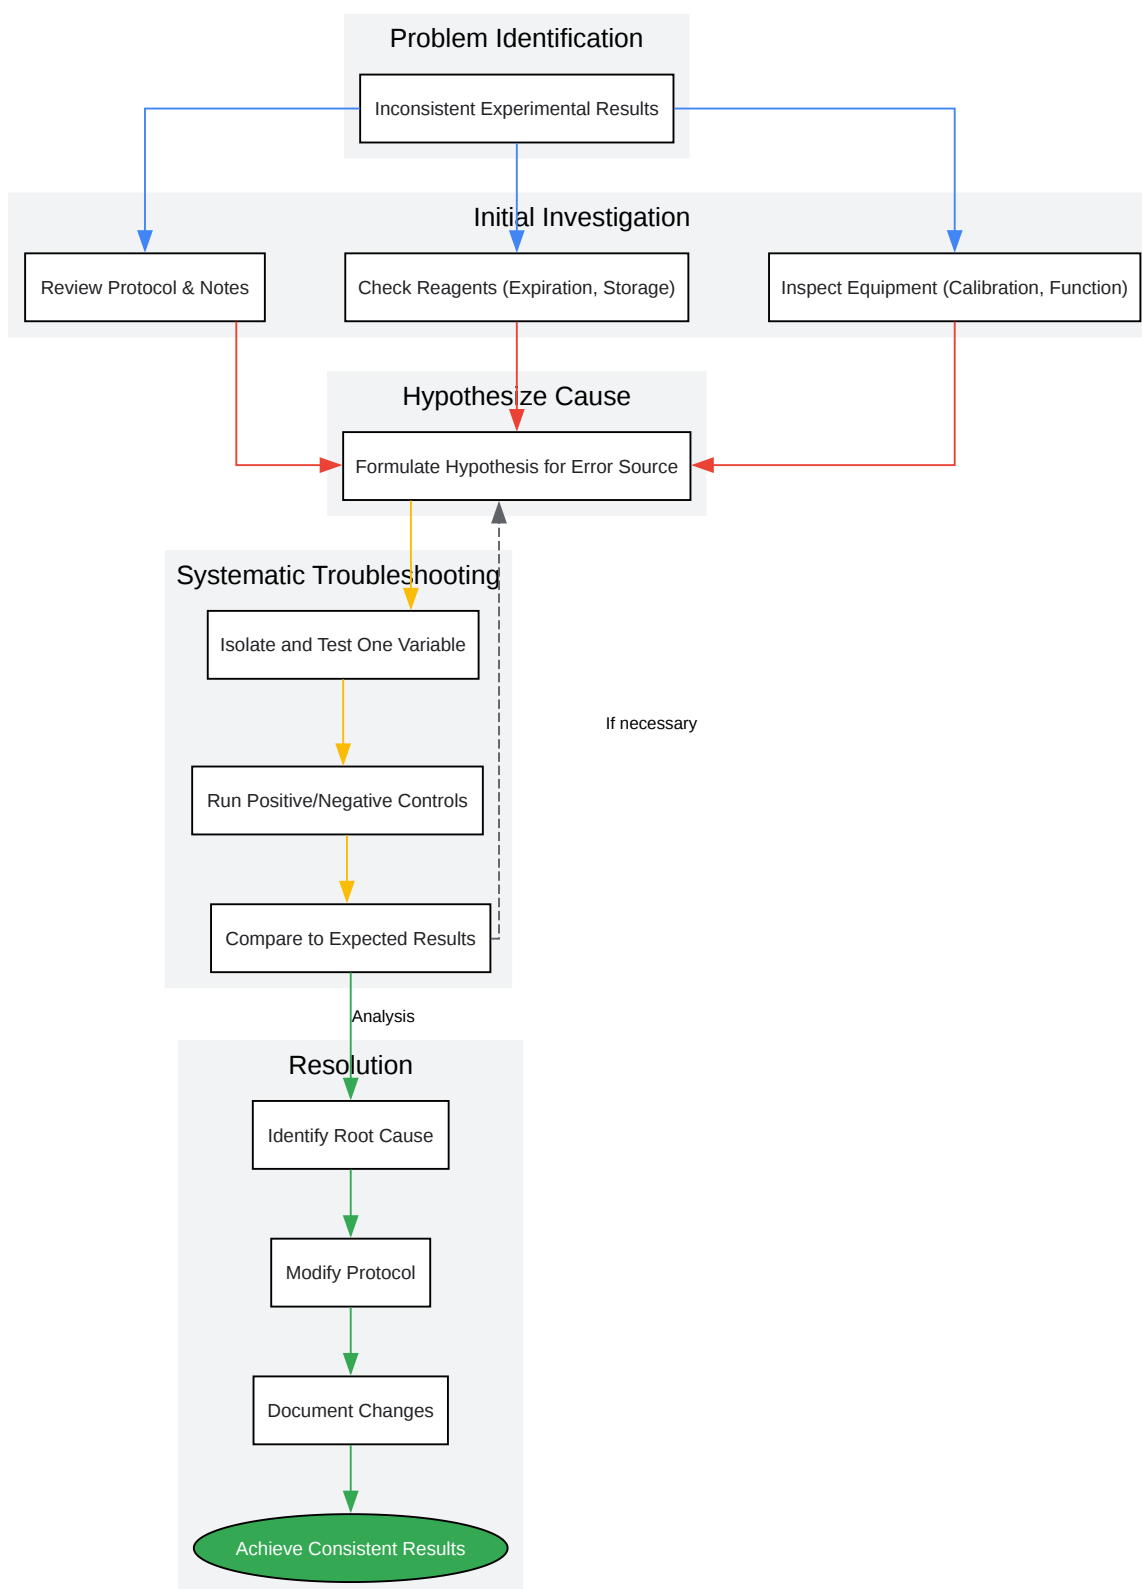 Problem Identification
Inconsistent Experimental Results
Initial Investigation
Review Protocol & Notes
Check Reagents (Expiration, Storage)
Inspect Equipment (Calibration, Function)
Hypothesize Cause
Formulate Hypothesis for Error Source
Systematic Troubleshooting
Isolate and Test One Variable
If necessary
Run Positive/Negative Controls
Compare to Expected Results
Analysis
Resolution
Identify Root Cause
Modify Protocol
Document Changes
Achieve Consistent Results